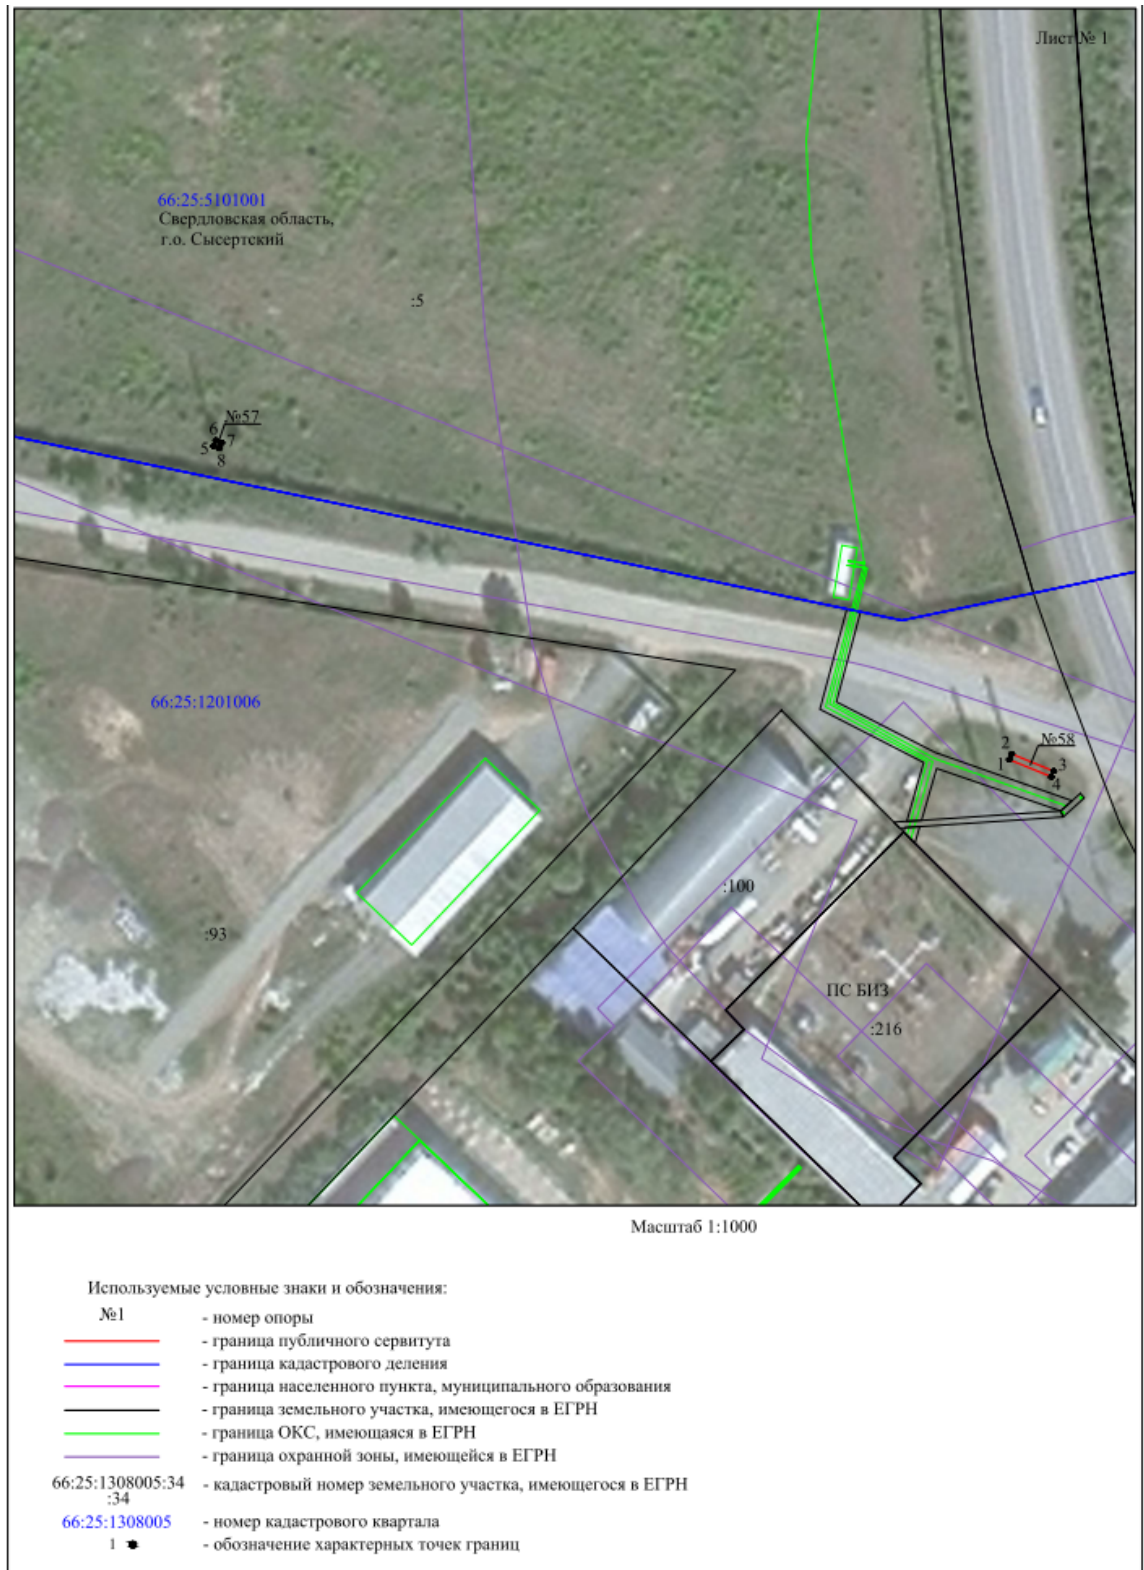 Лист № 1
66:25:5101001
Свердловская область,
г.о. Сысертский
:5
№57
6
7
5
8
66:25:1201006
2
№58
1
3
4
:100
:93
ПС БИЗ
:216
Масштаб 1:1000
Используемые условные знаки и обозначения:
№1 - номер опоры
- граница публичного сервитута
- граница кадастрового деления
- граница населенного пункта, муниципального образования
- граница земельного участка, имеющегося в ЕГРН
- граница ОКС, имеющаяся в ЕГРН
- граница охранной зоны, имеющейся в ЕГРН
66:25:1308005:34 - кадастровый номер земельного участка, имеющегося в ЕГРН
:34
66:25:1308005 - номер кадастрового квартала
1 - обозначение характерных точек границ